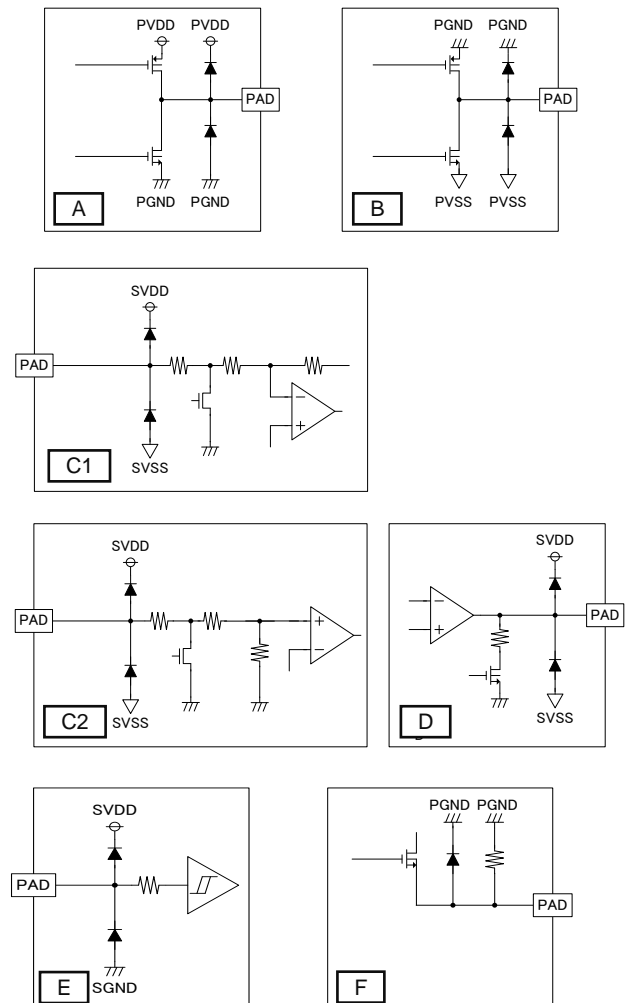 PVDD PVDD
PAD
PGND PGND
A
PGND PGND
PAD
PVSS PVSS
B
SVDD
PAD
−
+
SVSS
C1
SVDD
PAD
+
−
SVSS
C2
SVDD
−
+
PAD
SVSS
D
SVDD
PAD
SGND
E
PGND PGND
PAD
F